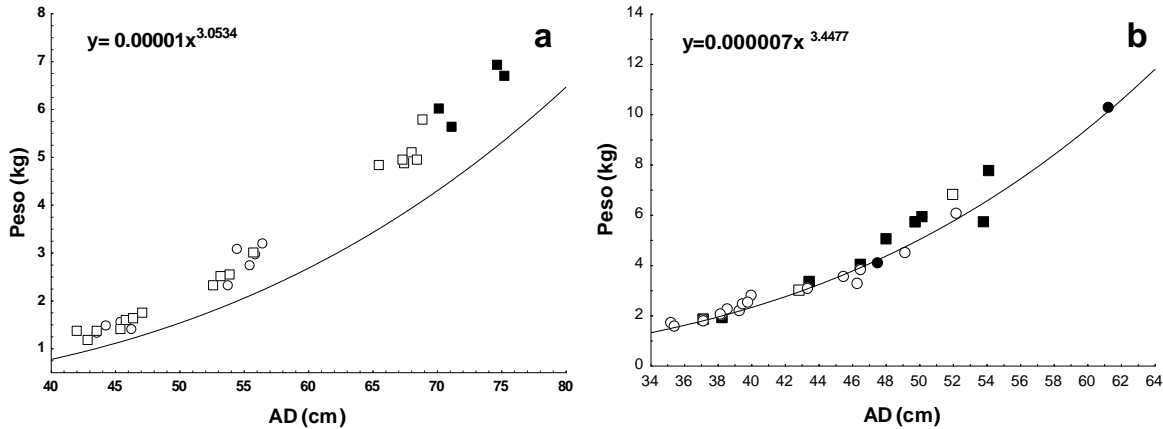 y= 0.00001x^3.0534
a
8
7
6
5
4
3
2
1
40 45 50 55 60 65 70 75 80
Peso (kg)
AD (cm)
y=0.000007x ^3.4477
b
14
12
10
8
6
4
2
0
34 36 38 40 42 44 46 48 50 52 54 56 58 60 62 64
Peso (kg)
AD (cm)